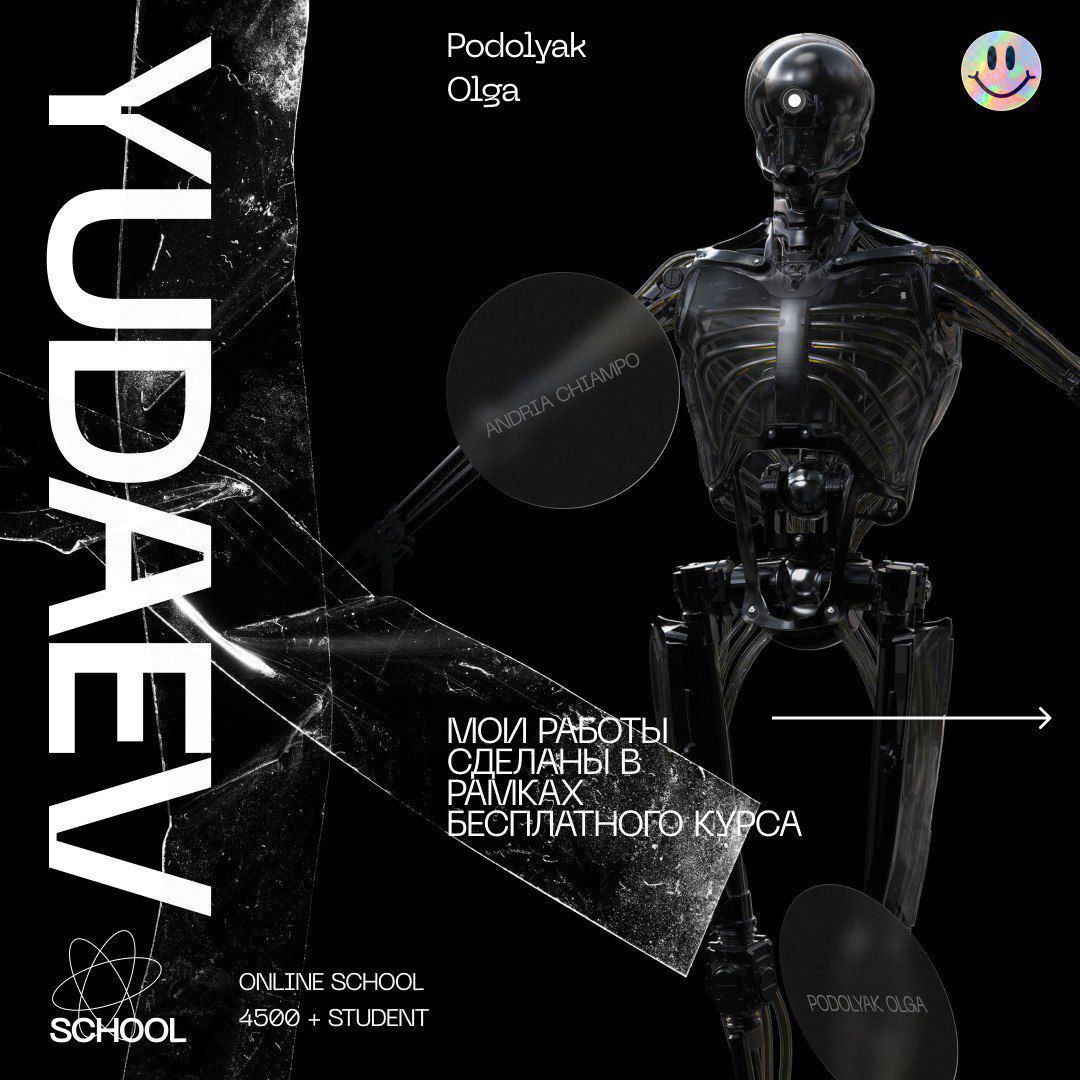 YUDAEV
Podolyak
Olga
ANDRIA CHIAMPO
МОИ РАБОТЫ
СДЕЛАНЫ В
РАМКАХ
БЕСПЛАТНОГО КУРСА
SCHOOL
ONLINE SCHOOL
4500 + STUDENT
PODOLYAK OLGA